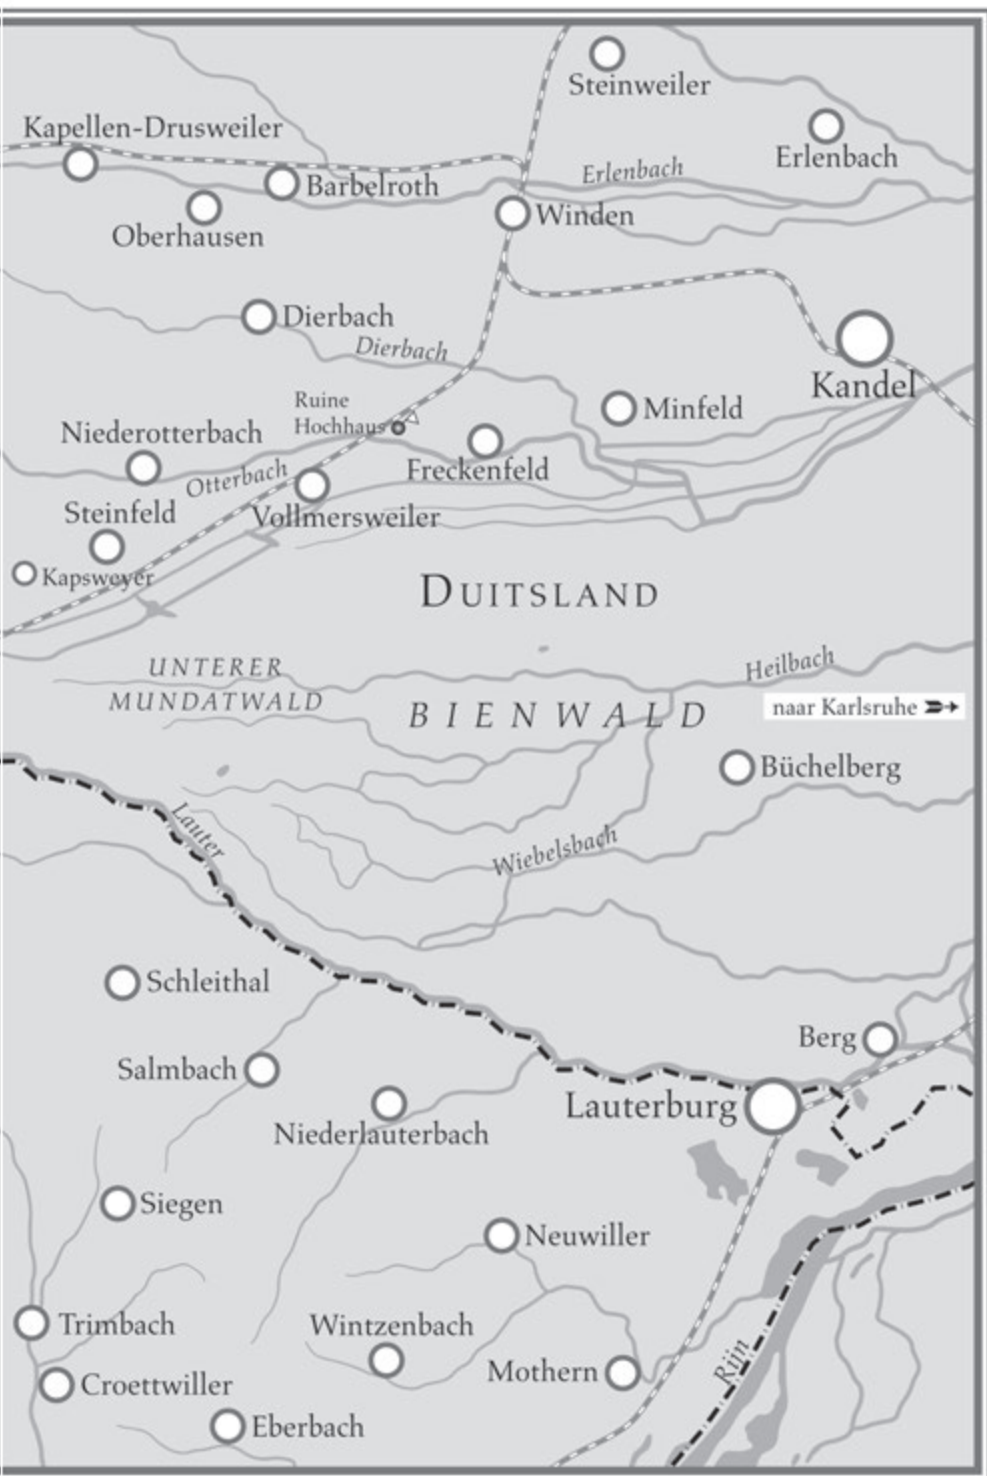 Steinweiler
Kapellen-Drusweiler
Erlenbach
Erlenbach
Barbelroth
Winden
Oberhausen
Dierbach
Dierbach
Kandel
Ruine
Hochhaus
Minfeld
Niederotterbach
Freckenfeld
Otterbach
Steinfeld
Vollmersweiler
Kapsweyer
DUITSLAND
UNTERER
MUNDATWALD
Heilbach
BIENWALD
naar Karlsruhe
Büchelberg
Lauter
Wiebelsbach
Schleithal
Berg
Salmbach
Lauterburg
Niederlauterbach
Siegen
Neuwiller
Trimbach
Wintzenbach
Mothern
Rijn
Croettwiller
Eberbach